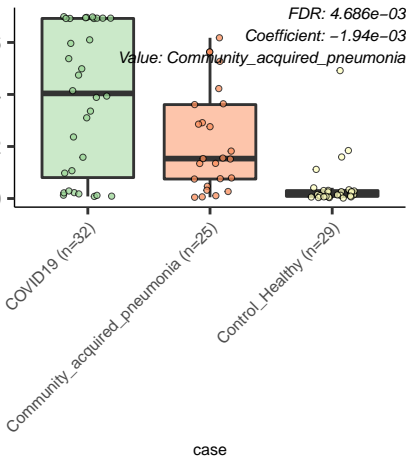 FDR: 4.686e−03
Coefficient: −1.94e−03
Value: Community_acquired_pneumonia
COVID19 (n=32)
Community_acquired_pneumonia (n=25)
Control_Healthy (n=29)
case